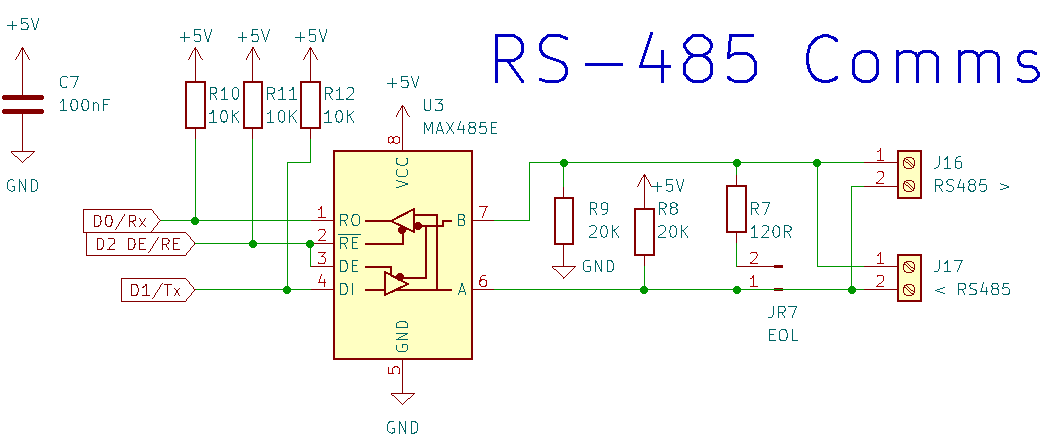 RS-485 Comms
+5V
C7
100nF
GND
+5V
+5V
+5V
R10
10K
R11
10K
R12
10K
+5V
U3
MAX485E
8
VCC
D0/Rx
D2 DE/RE
D1/Tx
1
RO
2
RE
3
DE
4
DI
B
7
A
6
GND
5
GND
R9
20K
GND
+5V
R8
20K
R7
120R
2
1
JR7
EOL
1
2
J16
RS485 >
1
2
J17
< RS485